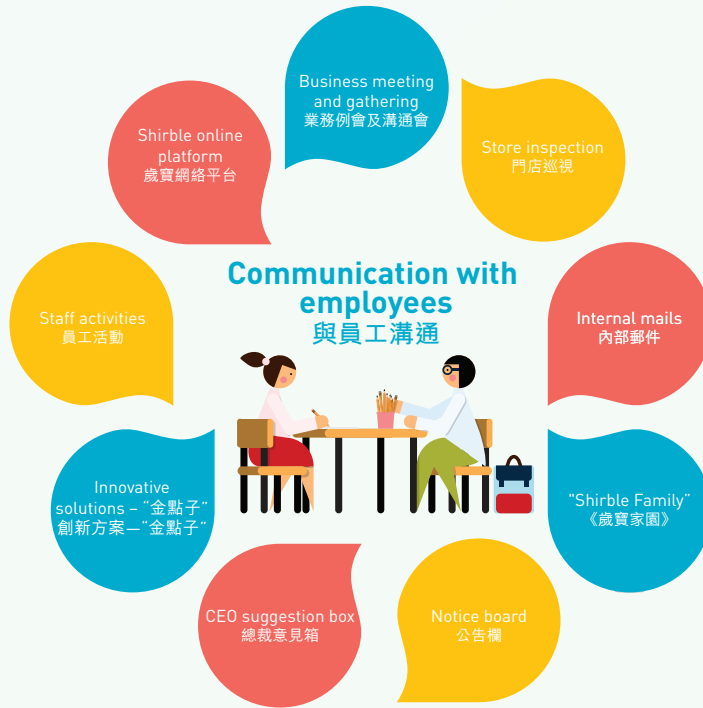 Communication with
employees
與員工溝通
Business meeting
and gathering
業務例會及溝通會
Store inspection
門店巡視
Internal mails
內部郵件
"Shirble Family"
《歲寶家園》
Notice board
公告欄
CEO suggestion box
總裁意見箱
Innovative
solutions – "金點子"
創新方案—"金點子"
Staff activities
員工活動
Shirble online
platform
歲寶網絡平台